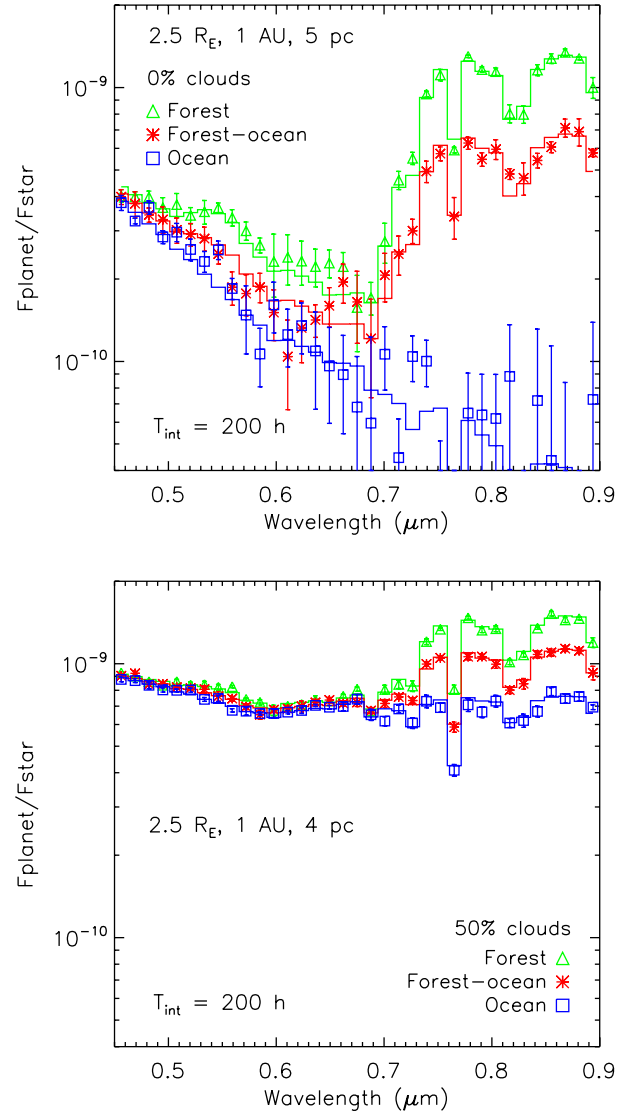 2.5 R_E, 1 AU, 5 pc
0% clouds
Forest
Forest-ocean
Ocean
T_int = 200 h
Fplanet/Fstar
10^-9
10^-10
0.5 0.6 0.7 0.8 0.9
Wavelength (μm)
2.5 R_E, 1 AU, 4 pc
50% clouds
Forest
Forest-ocean
Ocean
T_int = 200 h
Fplanet/Fstar
10^-9
10^-10
0.5 0.6 0.7 0.8 0.9
Wavelength (μm)